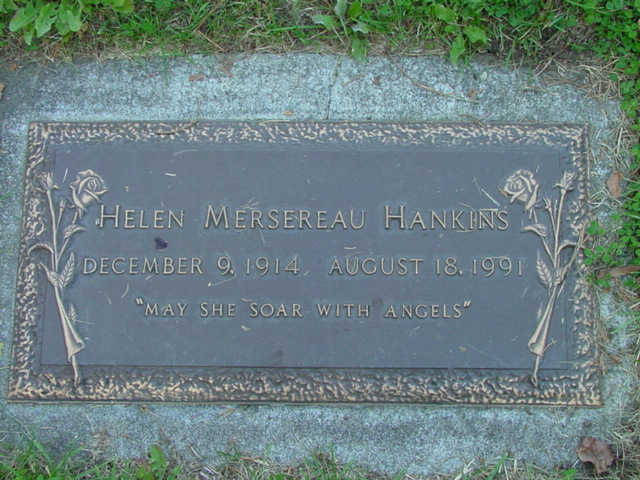 Helen Mersereau Hankins
December 9, 1914 August 18, 1991
"May she soar with angels"